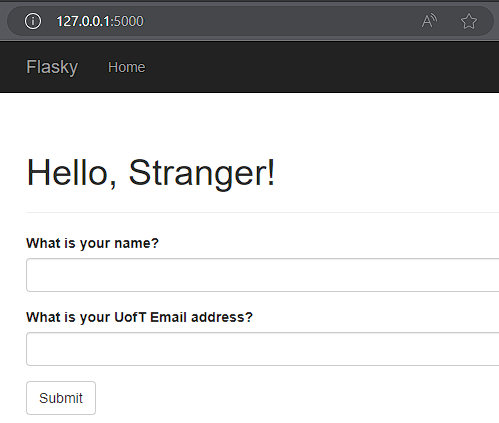 127.0.0.1:5000
Flasky Home
Hello, Stranger!
What is your name?
What is your UofT Email address?
Submit